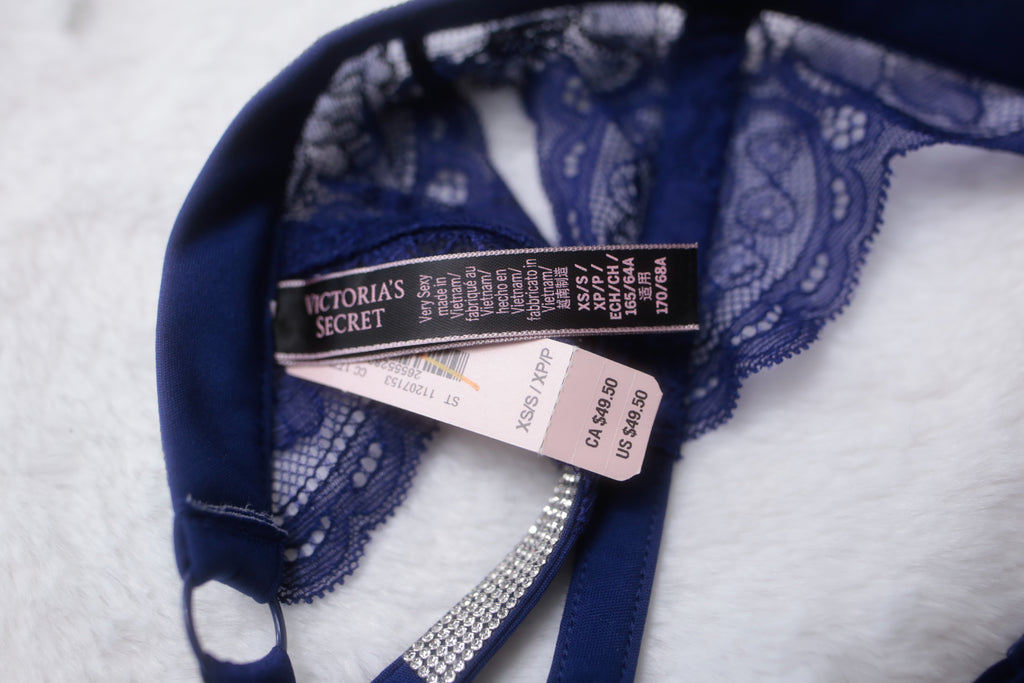 VICTORIA'S
SECRET
Very Sexy
made in
Vietnam/
fabriqué au
Vietnam/
hecho en
Vietnam/
fabbricato in
Vietnam/
越南制造
XS/S /
XP/P /
ECH/CH /
165/64A
适用
170/68A
ST 11207153
XS/S / XP/P
CA $49.50
US $49.50